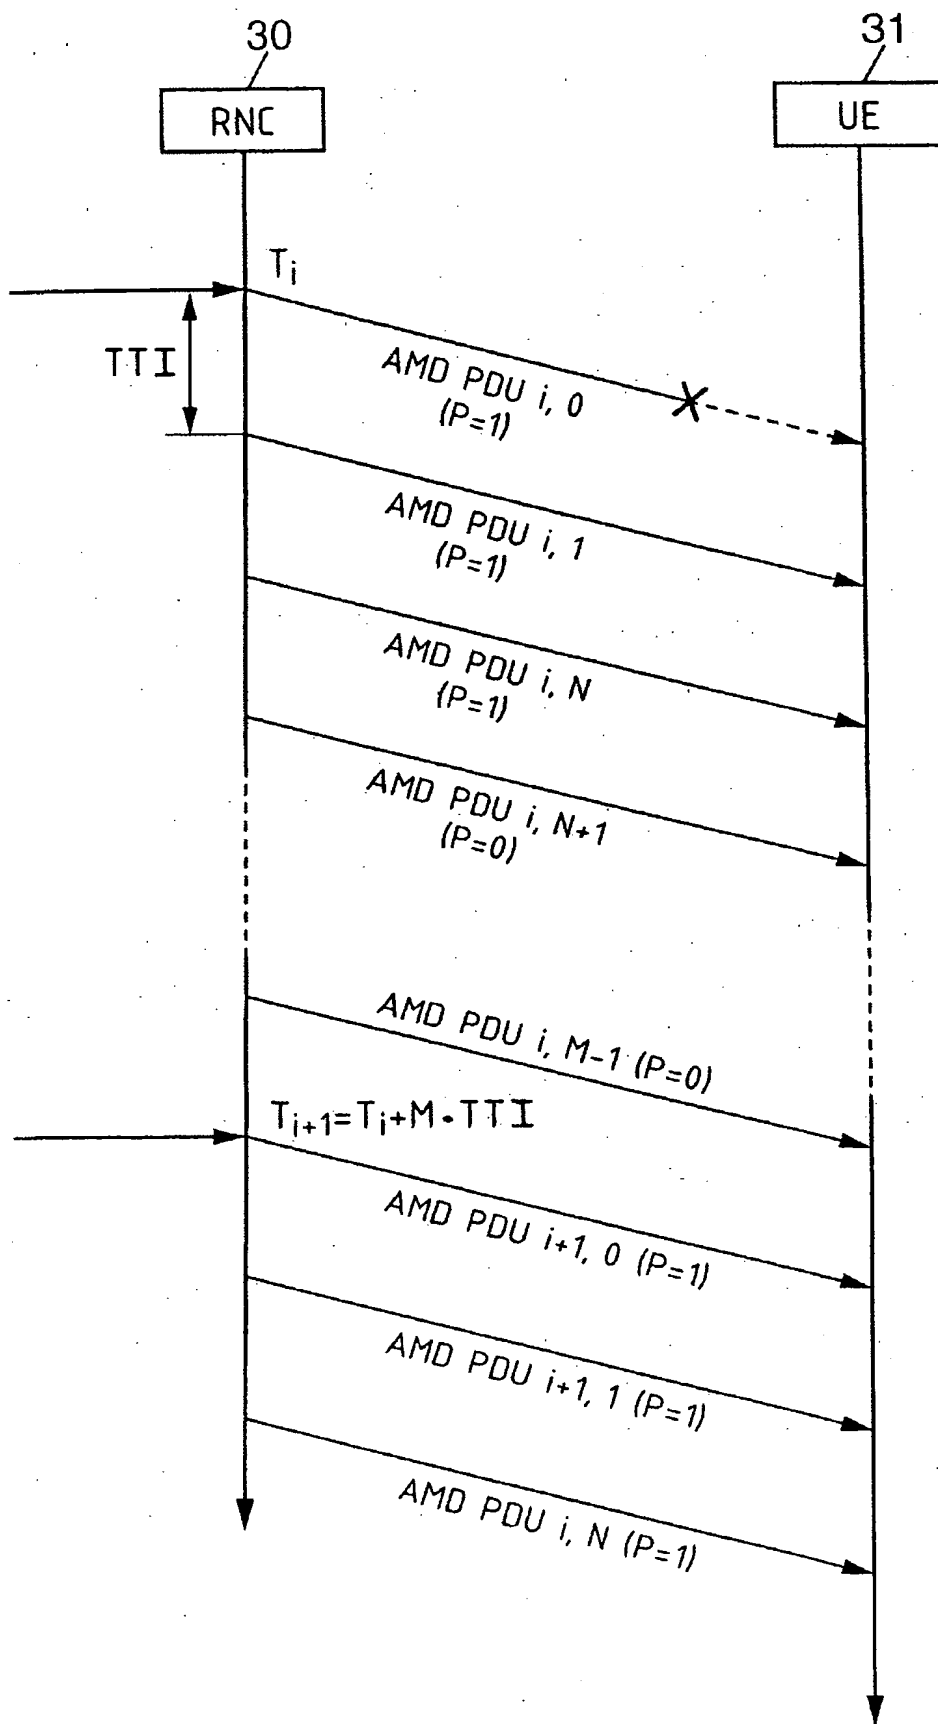 30
31
RNC
UE
Ti
TTI
AMD PDU i, 0
(P=1)
AMD PDU i, 1
(P=1)
AMD PDU i, N
(P=1)
AMD PDU i, N+1
(P=0)
AMD PDU i, M-1 (P=0)
Ti+1=Ti+M·TTI
AMD PDU i+1, 0 (P=1)
AMD PDU i+1, 1 (P=1)
AMD PDU i, N (P=1)